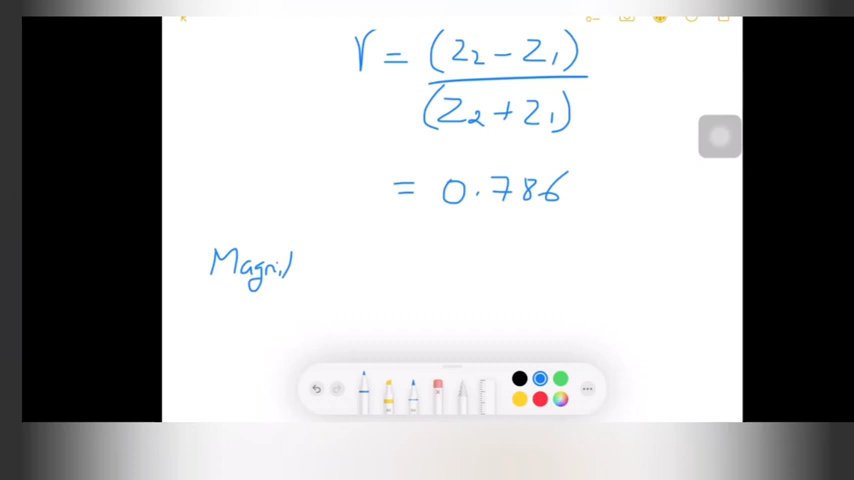 r = (Z₂ - Z₁)
(Z₂ + Z₁)
= 0.786
Magni